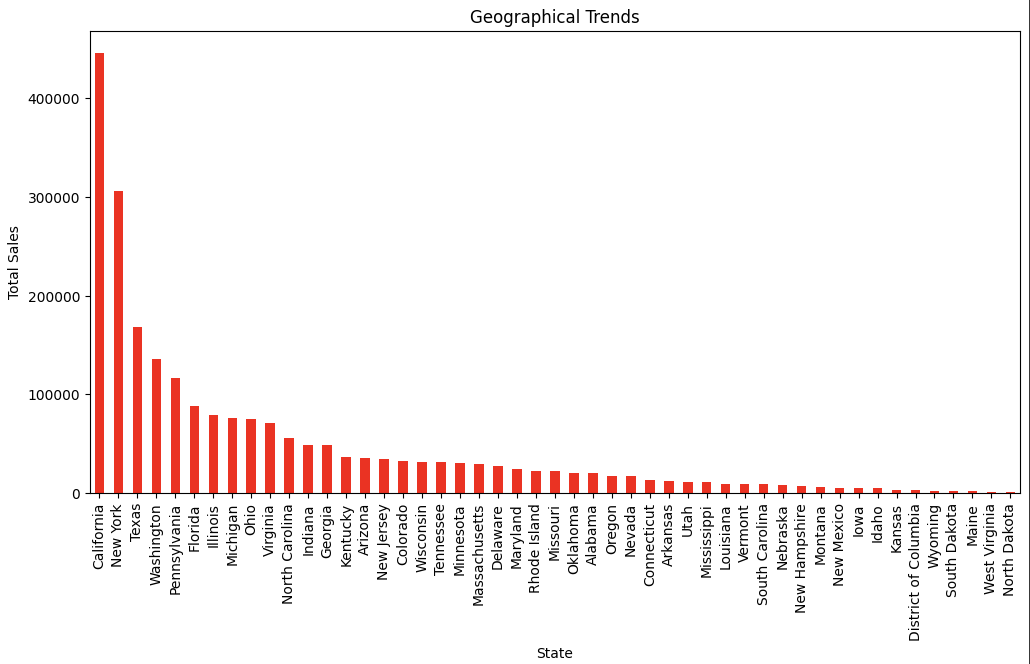 Geographical Trends
Total Sales
400000
300000
200000
100000
0
California
New York
Texas
Washington
Pennsylvania
Florida
Illinois
Michigan
Ohio
Virginia
North Carolina
Indiana
Georgia
Kentucky
Arizona
New Jersey
Colorado
Wisconsin
Tennessee
Minnesota
Massachusetts
Delaware
Maryland
Rhode Island
Missouri
Oklahoma
Alabama
Oregon
Nevada
Connecticut
Arkansas
Utah
Mississippi
Louisiana
Vermont
South Carolina
Nebraska
New Hampshire
Montana
New Mexico
Iowa
Idaho
Kansas
District of Columbia
Wyoming
South Dakota
Maine
West Virginia
North Dakota
State